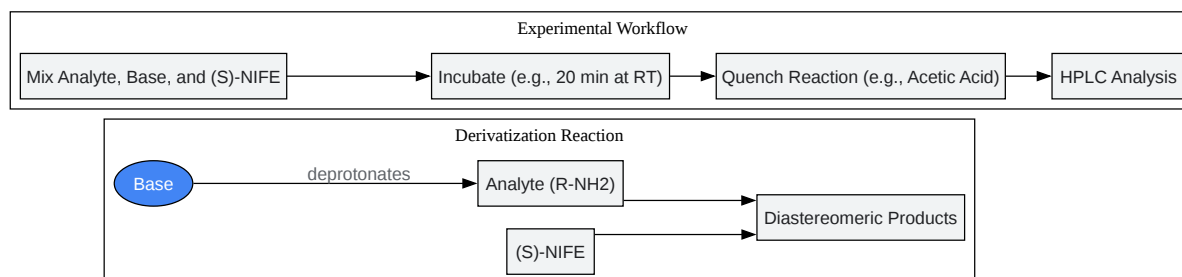 Experimental Workflow
Mix Analyte, Base, and (S)-NIFE
Incubate (e.g., 20 min at RT)
Quench Reaction (e.g., Acetic Acid)
HPLC Analysis
Derivatization Reaction
Base
deprotonates
Analyte (R-NH2)
(S)-NIFE
Diastereomeric Products